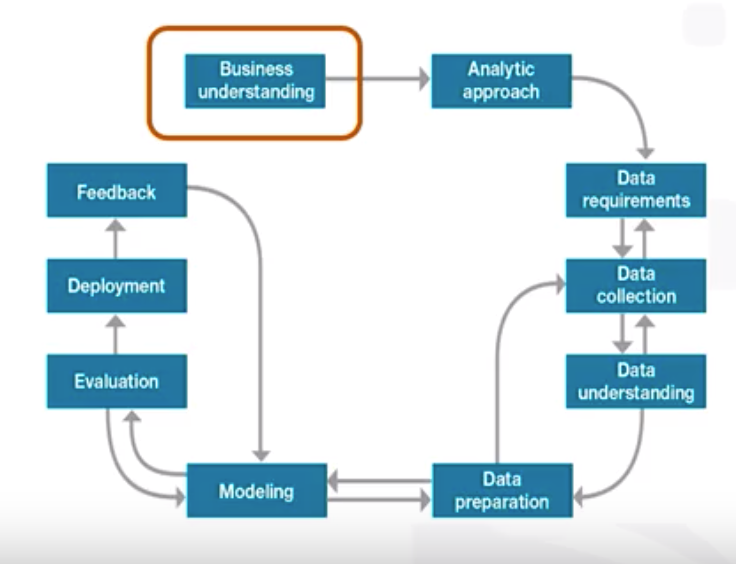 Business
understanding
Analytic
approach
Data
requirements
Data
collection
Data
understanding
Data
preparation
Modeling
Evaluation
Deployment
Feedback